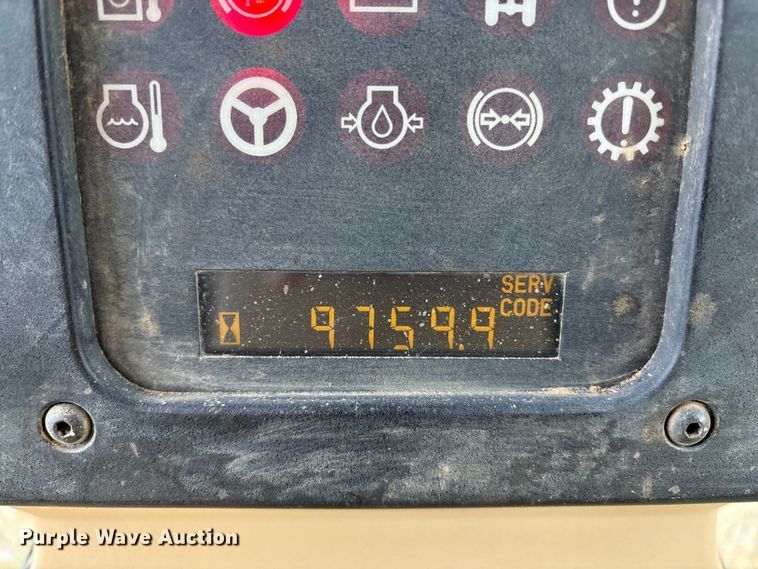 SERV
9759.9 CODE
Purple Wave Auction